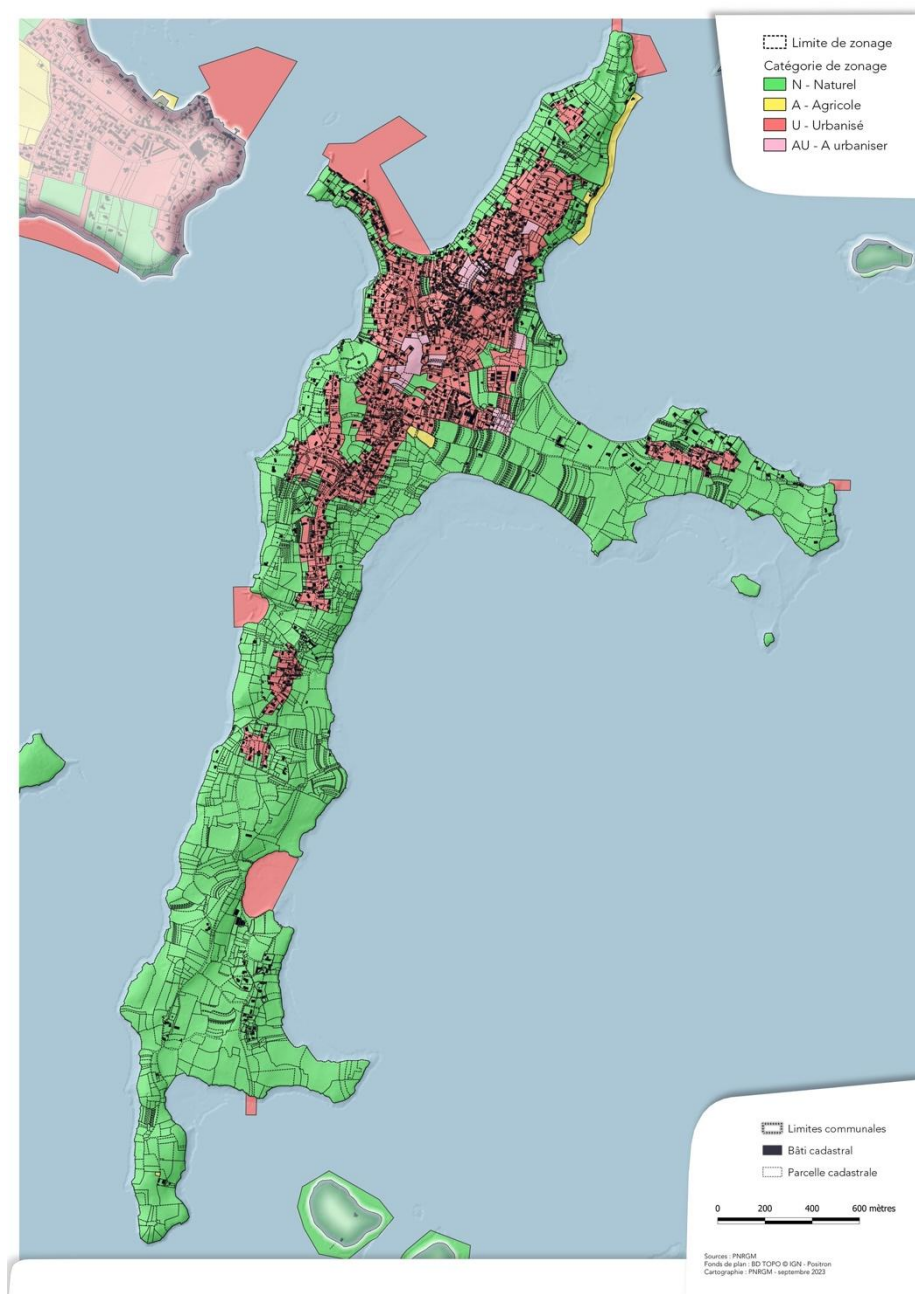 Limite de zonage
Catégorie de zonage
N - Naturel
A - Agricole
U - Urbanisé
AU - A urbaniser
Limites communales
Bâti cadastral
Parcelle cadastrale
0 200 400 600 mètres
Sources : PNRGM
Fonds de plan : BD TOPO © IGN - Positron
Cartographie : PNRGM - septembre 2023